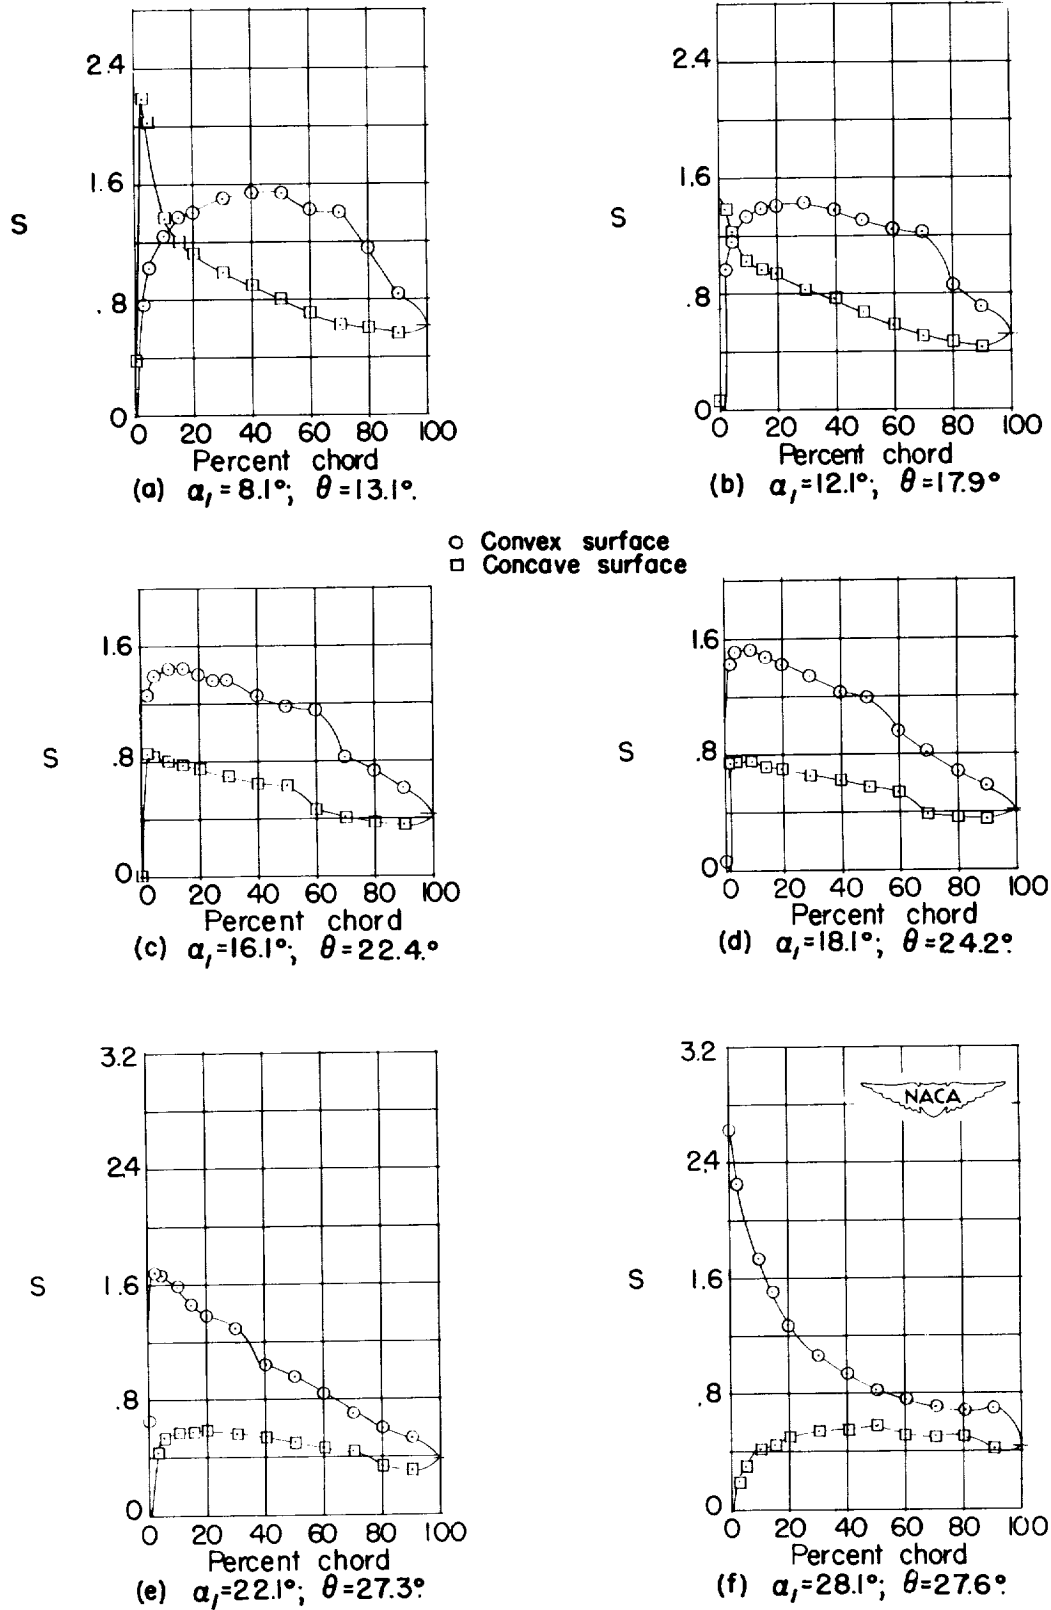 2.4
2.4
1.6
1.6
S
S
.8
.8
0
0
0 20 40 60 80 100
0 20 40 60 80 100
Percent chord
Percent chord
(a) α₁=8.1°; θ=13.1°.
(b) α₁=12.1°; θ=17.9°
Convex surface
Concave surface
1.6
1.6
S
S
.8
.8
0
0
0 20 40 60 80 100
0 20 40 60 80 100
Percent chord
Percent chord
(c) α₁=16.1°; θ=22.4.°
(d) α₁=18.1°; θ=24.2°.
3.2
3.2
NACA
2.4
2.4
S
S
1.6
1.6
.8
.8
0
0
0 20 40 60 80 100
0 20 40 60 80 100
Percent chord
Percent chord
(e) α₁=22.1°; θ=27.3°.
(f) α₁=28.1°; θ=27.6°.